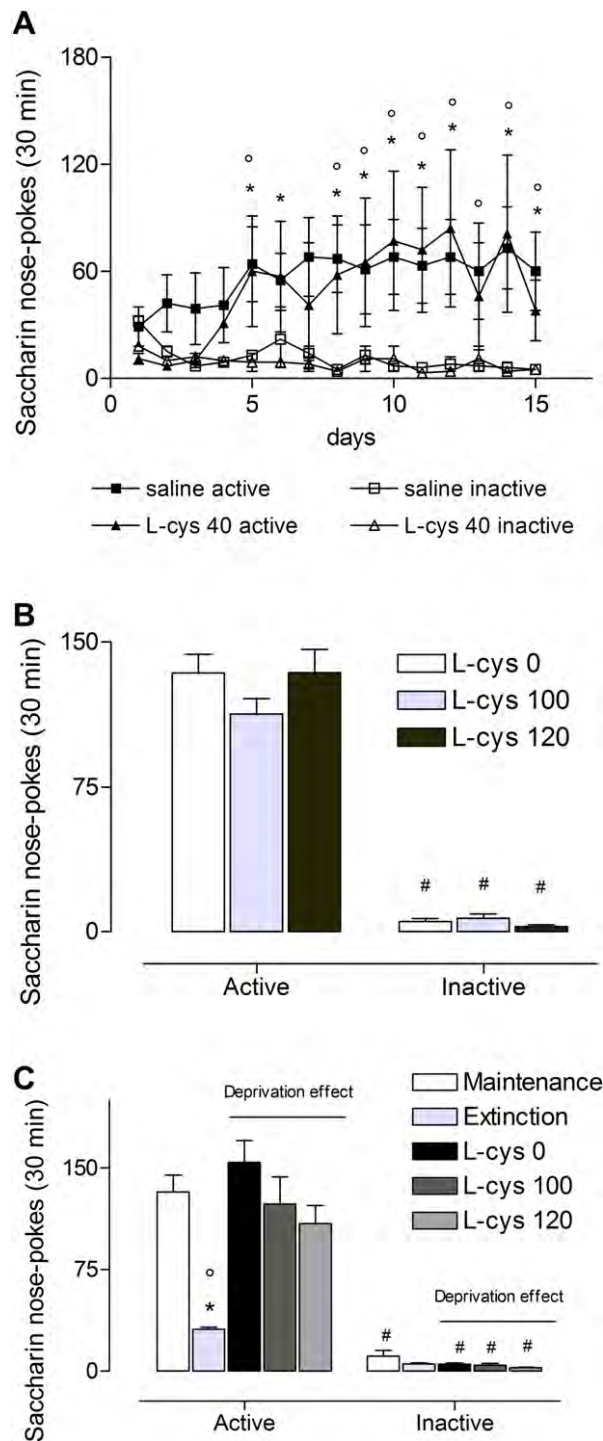 A
Saccharin nose-pokes (30 min)
180
120
60
0
° ° ° ° ° ° ° ° °
* * * * * * * * *
0 5 10 15
days
saline active
saline inactive
L-cys 40 active
L-cys 40 inactive
B
Saccharin nose-pokes (30 min)
150
75
0
L-cys 0
L-cys 100
L-cys 120
# # #
Active
Inactive
C
Saccharin nose-pokes (30 min)
150
75
0
Deprivation effect
Maintenance
Extinction
L-cys 0
L-cys 100
L-cys 120
°
*
Deprivation effect
# # # #
Active
Inactive